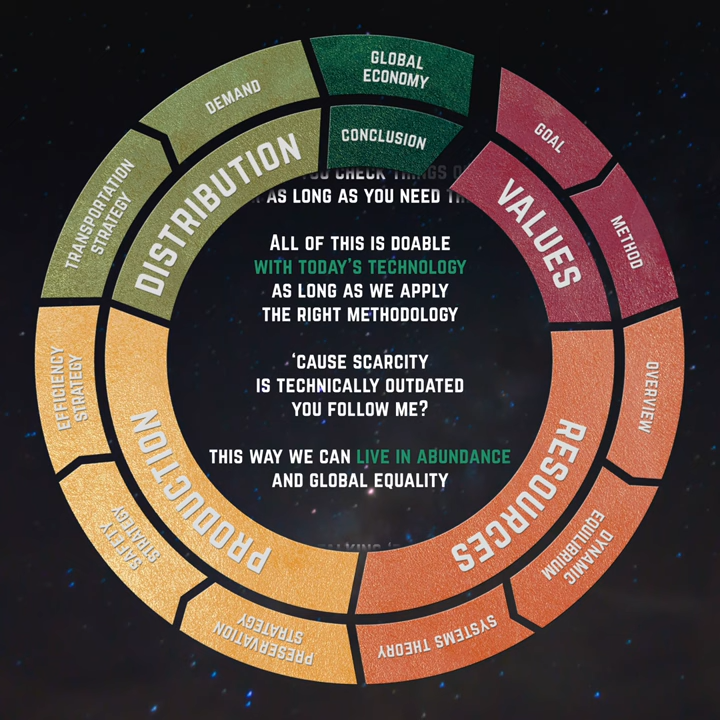 GLOBAL
ECONOMY
CONCLUSION
GOAL
METHOD
VALUES
OVERVIEW
DYNAMIC
EQUILIBRIUM
SYSTEMS THEORY
RESOURCES
PRESERVATION
STRATEGY
SAFETY
STRATEGY
EFFICIENCY
STRATEGY
PRODUCTION
TRANSPORTATION
STRATEGY
DEMAND
DISTRIBUTION
CHECK THINGS
AS LONG AS YOU NEED
ALL OF THIS IS DOABLE
WITH TODAY'S TECHNOLOGY
AS LONG AS WE APPLY
THE RIGHT METHODOLOGY
‘CAUSE SCARCITY
IS TECHNICALLY OUTDATED
YOU FOLLOW ME?
THIS WAY WE CAN LIVE IN ABUNDANCE
AND GLOBAL EQUALITY